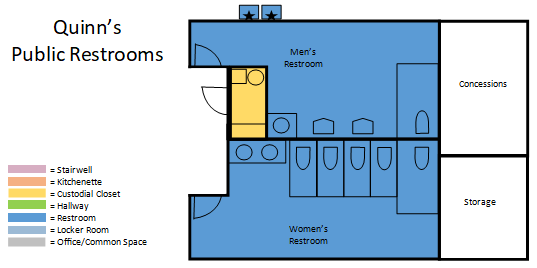 Quinn's
Public Restrooms
Men's
Restroom
Concessions
= Stairwell
= Kitchenette
= Custodial Closet
= Hallway
= Restroom
= Locker Room
= Office/Common Space
Storage
Women's
Restroom